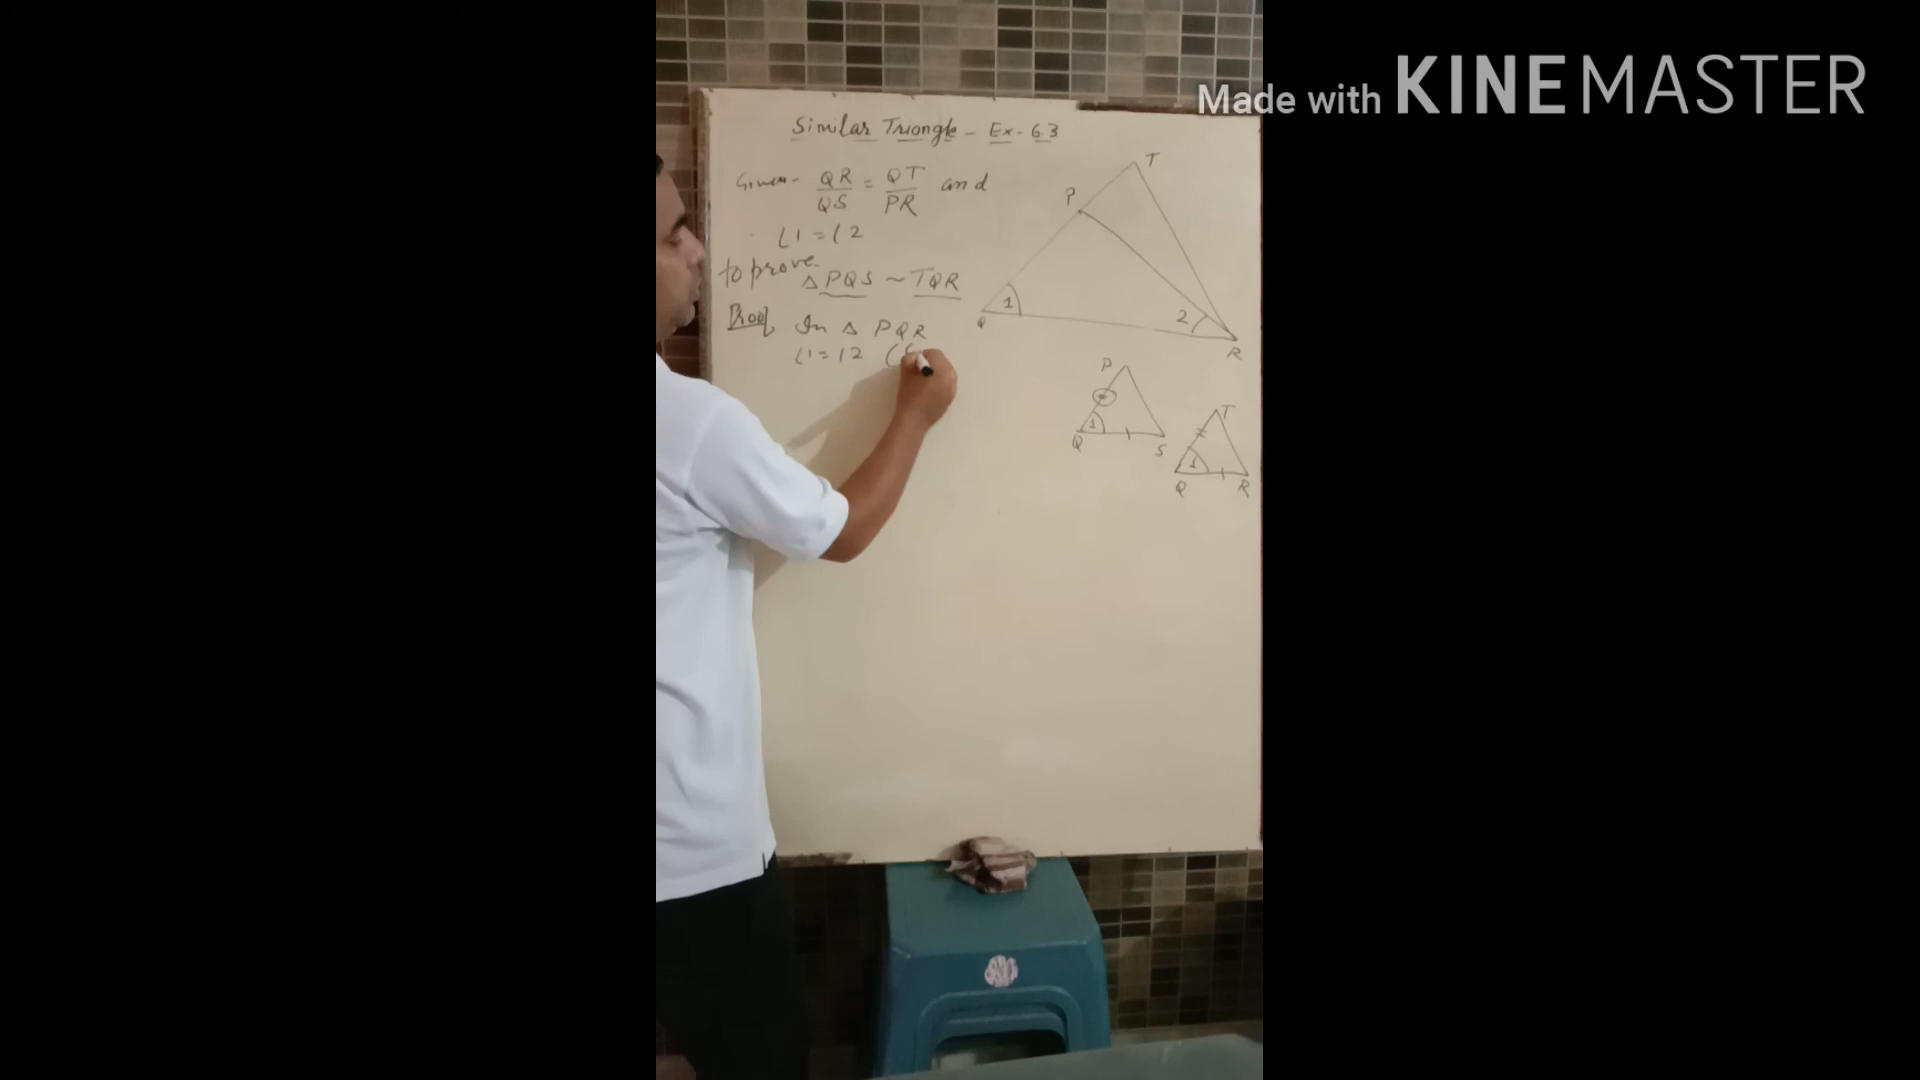 Made with KINEMASTER
Similar Triangle - Ex - 6.3
Given - QR/QS = QT/PR and
∠1 = ∠2
to prove.
△ PQS ~ TQR
Proof In △ PQR
∠1 = ∠2 (
T
P
1
Q
2
R
P
1
Q
S
T
1
Q
R